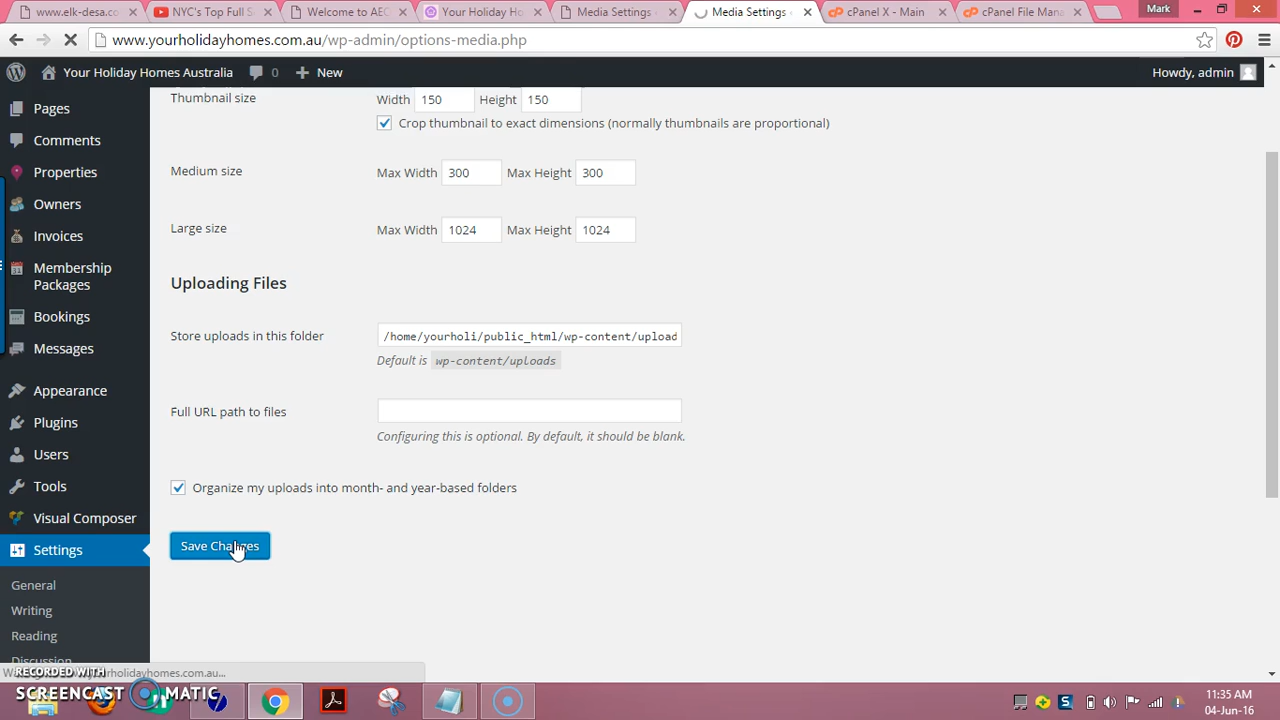 www.elk-desa.co
NYC's Top Full S
Welcome to AEC
Your Holiday Ho
Media Settings
Media Settings
cPanel X - Main
cPanel File Mana
Mark
www.yourholidayhomes.com.au/wp-admin/options-media.php
Your Holiday Homes Australia
0
New
Howdy, admin
Pages
Comments
Properties
Owners
Invoices
Membership
Packages
Bookings
Messages
Appearance
Plugins
Users
Tools
Visual Composer
Settings
General
Writing
Reading
Discussion
Thumbnail size
Width 150 Height 150
Crop thumbnail to exact dimensions (normally thumbnails are proportional)
Medium size
Max Width 300 Max Height 300
Large size
Max Width 1024 Max Height 1024
Uploading Files
Store uploads in this folder
/home/yourholi/public_html/wp-content/upload
Default is wp-content/uploads
Full URL path to files
Configuring this is optional. By default, it should be blank.
Organize my uploads into month- and year-based folders
Save Changes
RECORDED WITH
SCREENCAST MATIC
11:35 AM
04-Jun-16